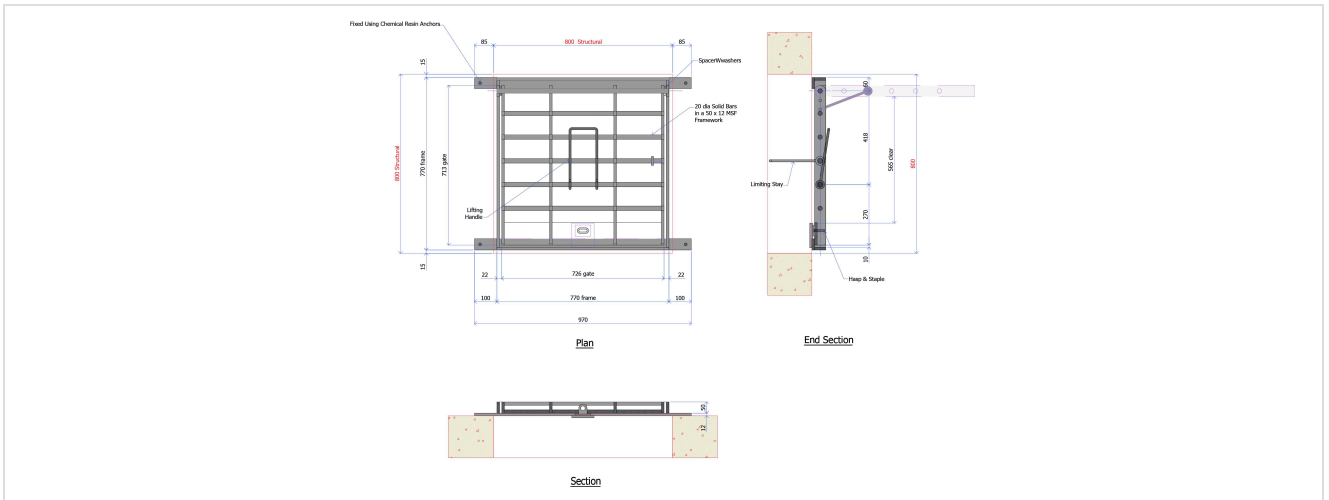 Fixed Using Chemical Resin Anchors
85
800 Structural
85
15
SpacerWwashers
20 dia Solid Bars
in a 50 x 12 MSF
Framework
800 Structural
770 frame
713 gate
Lifting
Handle
15
22
726 gate
22
100
770 frame
100
970
Plan
60
418
565 clear
800
Limiting Stay
270
10
Hasp & Staple
End Section
50
12
Section